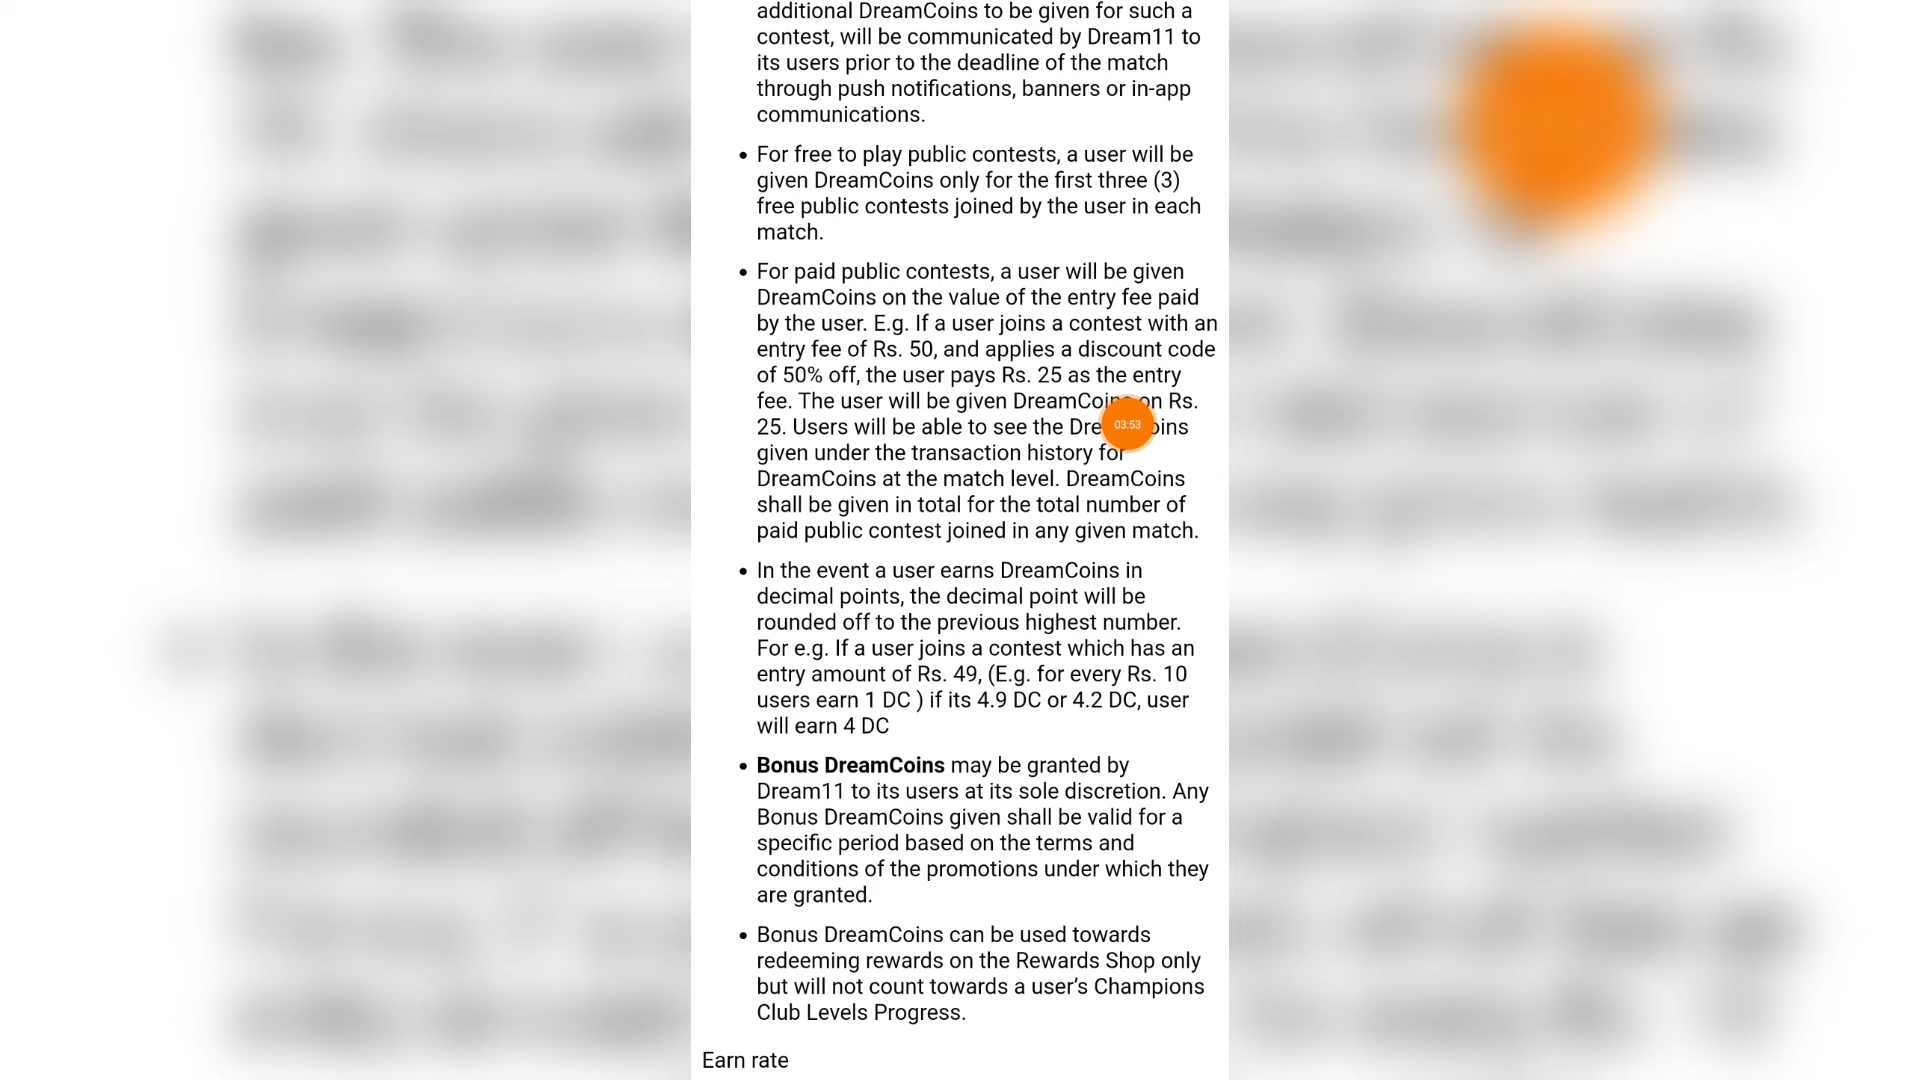 additional DreamCoins to be given for such a
contest, will be communicated by Dream11 to
its users prior to the deadline of the match
through push notifications, banners or in-app
communications.
• For free to play public contests, a user will be
given DreamCoins only for the first three (3)
free public contests joined by the user in each
match.
• For paid public contests, a user will be given
DreamCoins on the value of the entry fee paid
by the user. E.g. If a user joins a contest with an
entry fee of Rs. 50, and applies a discount code
of 50% off, the user pays Rs. 25 as the entry
fee. The user will be given DreamCoins on Rs.
25. Users will be able to see the DreamCoins
03:53
given under the transaction history for
DreamCoins at the match level. DreamCoins
shall be given in total for the total number of
paid public contest joined in any given match.
• In the event a user earns DreamCoins in
decimal points, the decimal point will be
rounded off to the previous highest number.
For e.g. If a user joins a contest which has an
entry amount of Rs. 49, (E.g. for every Rs. 10
users earn 1 DC ) if its 4.9 DC or 4.2 DC, user
will earn 4 DC
• Bonus DreamCoins may be granted by
Dream11 to its users at its sole discretion. Any
Bonus DreamCoins given shall be valid for a
specific period based on the terms and
conditions of the promotions under which they
are granted.
• Bonus DreamCoins can be used towards
redeeming rewards on the Rewards Shop only
but will not count towards a user’s Champions
Club Levels Progress.
Earn rate